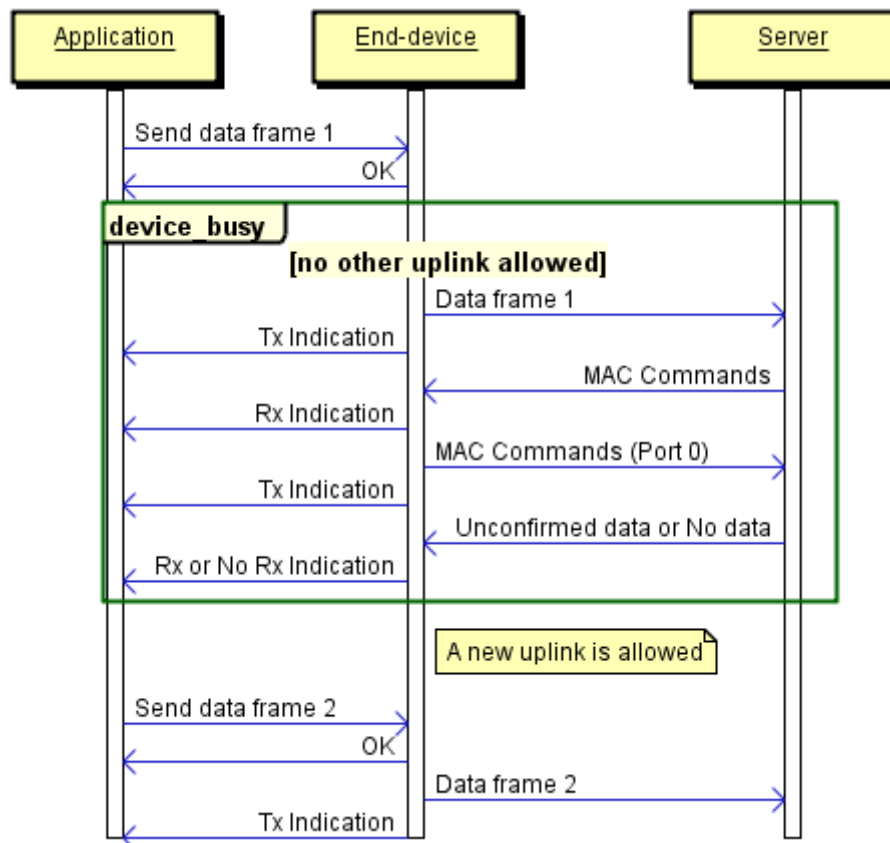 Application
End-device
Server
Send data frame 1
OK
device_busy
[no other uplink allowed]
Data frame 1
Tx Indication
MAC Commands
Rx Indication
MAC Commands (Port 0)
Tx Indication
Unconfirmed data or No data
Rx or No Rx Indication
A new uplink is allowed
Send data frame 2
OK
Data frame 2
Tx Indication